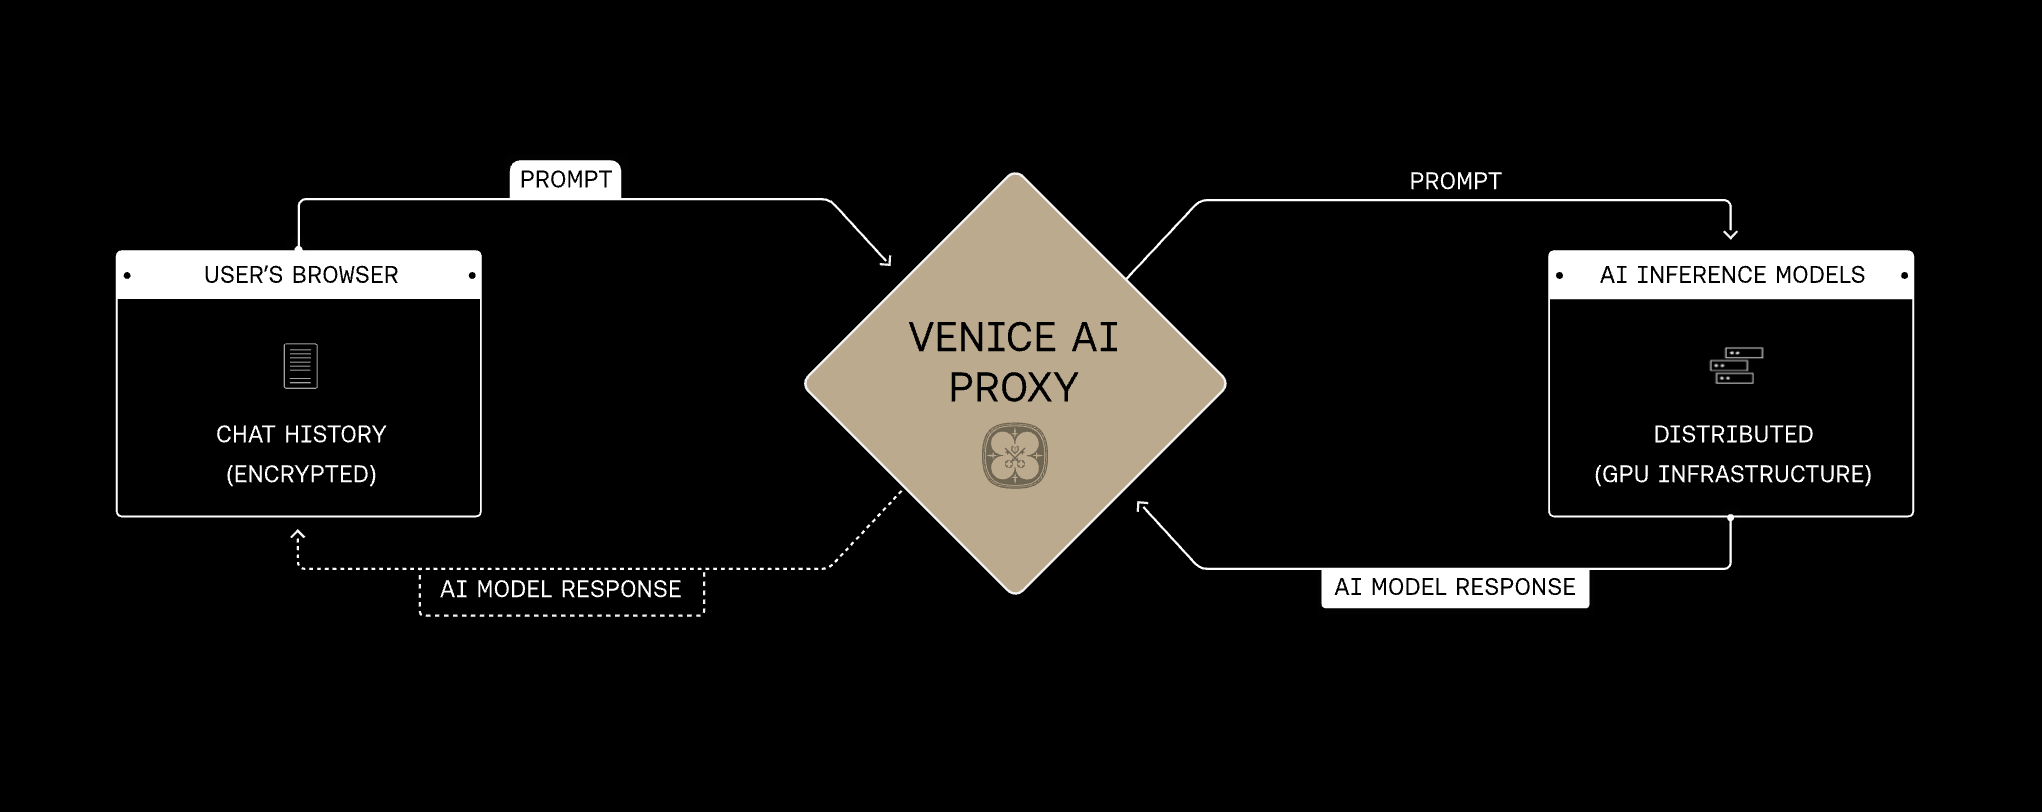 PROMPT
PROMPT
USER'S BROWSER
AI INFERENCE MODELS
VENICE AI
PROXY
CHAT HISTORY
(ENCRYPTED)
DISTRIBUTED
(GPU INFRASTRUCTURE)
AI MODEL RESPONSE
AI MODEL RESPONSE